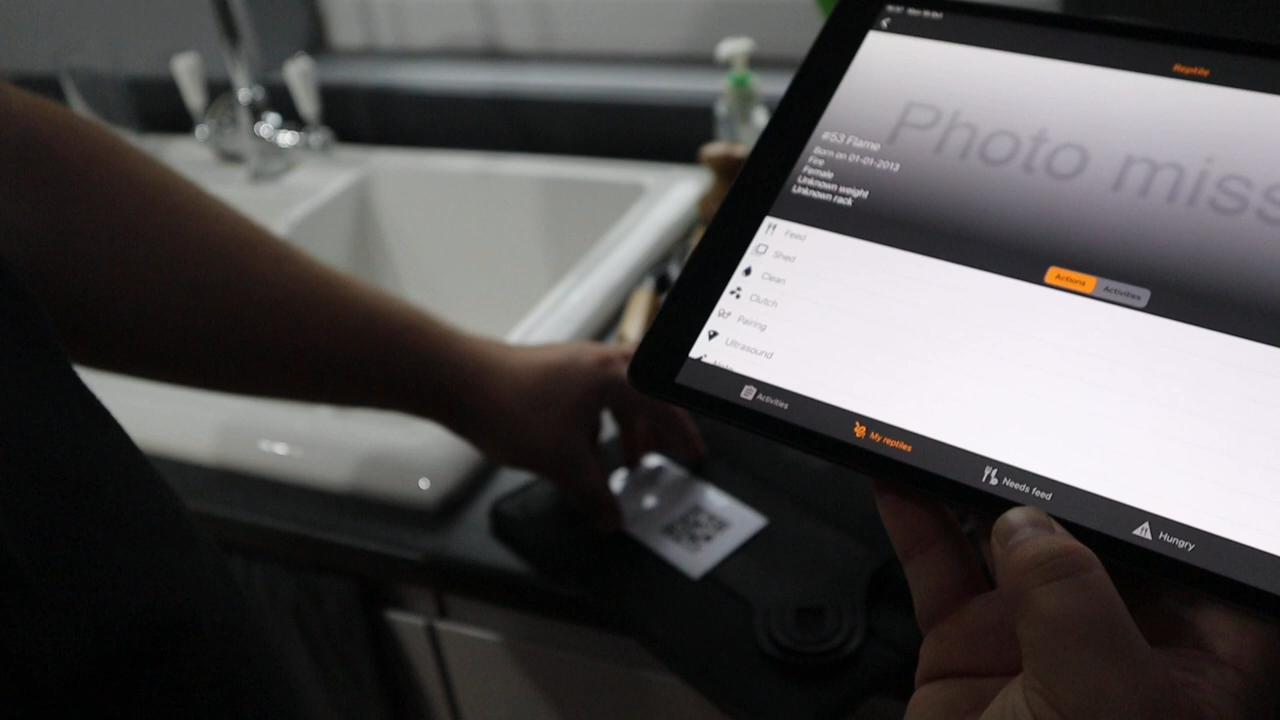 Reptile
Photo miss
#53 Flame
Born on 01-01-2013
Fire
Female
Unknown weight
Unknown rack
Actions
Activities
Feed
Shed
Clean
Clutch
Pairing
Ultrasound
Activities
My reptiles
Needs feed
Hungry